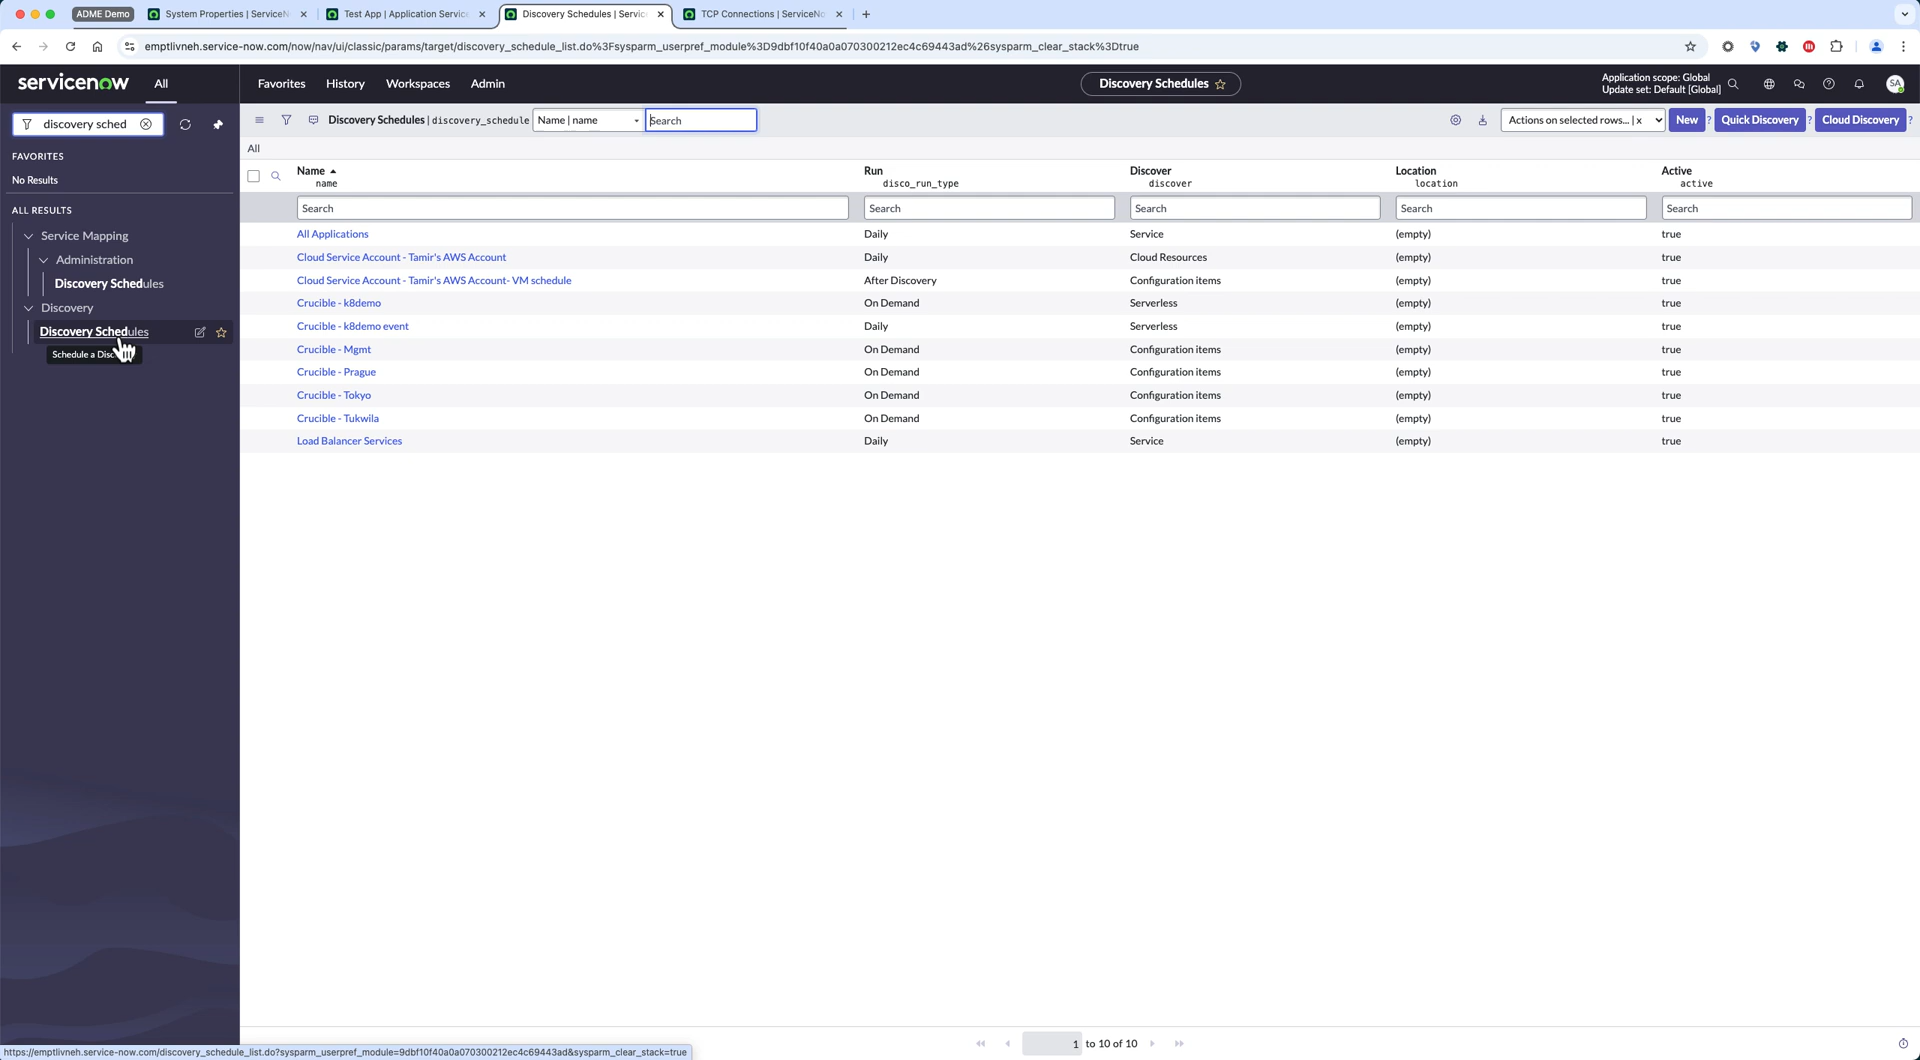 ADME Demo
System Properties | ServiceN
Test App | Application Servic
Discovery Schedules | Servic
TCP Connections | ServiceNo
emptlivneh.service-now.com/now/nav/ui/classic/params/target/discovery_schedule_list.do%3Fsysparm_userpref_module%3D9dbf10f40a0a070300212ec4c69443ad%26sysparm_clear_stack%3Dtrue
servicenow
All
Favorites
History
Workspaces
Admin
Discovery Schedules
Application scope: Global
Update set: Default [Global]
SA
discovery sched
Discovery Schedules | discovery_schedule
Name | name
Search
Actions on selected rows... | x
New
?
Quick Discovery
?
Cloud Discovery
?
FAVORITES
No Results
ALL RESULTS
Service Mapping
Administration
Discovery Schedules
Discovery
Discovery Schedules
Schedule a Disc
All
Name
name
Run
disco_run_type
Discover
discover
Location
location
Active
active
Search
Search
Search
Search
Search
All Applications Daily Service (empty) true
Cloud Service Account - Tamir's AWS Account Daily Cloud Resources (empty) true
Cloud Service Account - Tamir's AWS Account- VM schedule After Discovery Configuration items (empty) true
Crucible - k8demo On Demand Serverless (empty) true
Crucible - k8demo event Daily Serverless (empty) true
Crucible - Mgmt On Demand Configuration items (empty) true
Crucible - Prague On Demand Configuration items (empty) true
Crucible - Tokyo On Demand Configuration items (empty) true
Crucible - Tukwila On Demand Configuration items (empty) true
Load Balancer Services Daily Service (empty) true
1 to 10 of 10
https://emptlivneh.service-now.com/discovery_schedule_list.do?sysparm_userpref_module=9dbf10f40a0a070300212ec4c69443ad&sysparm_clear_stack=true